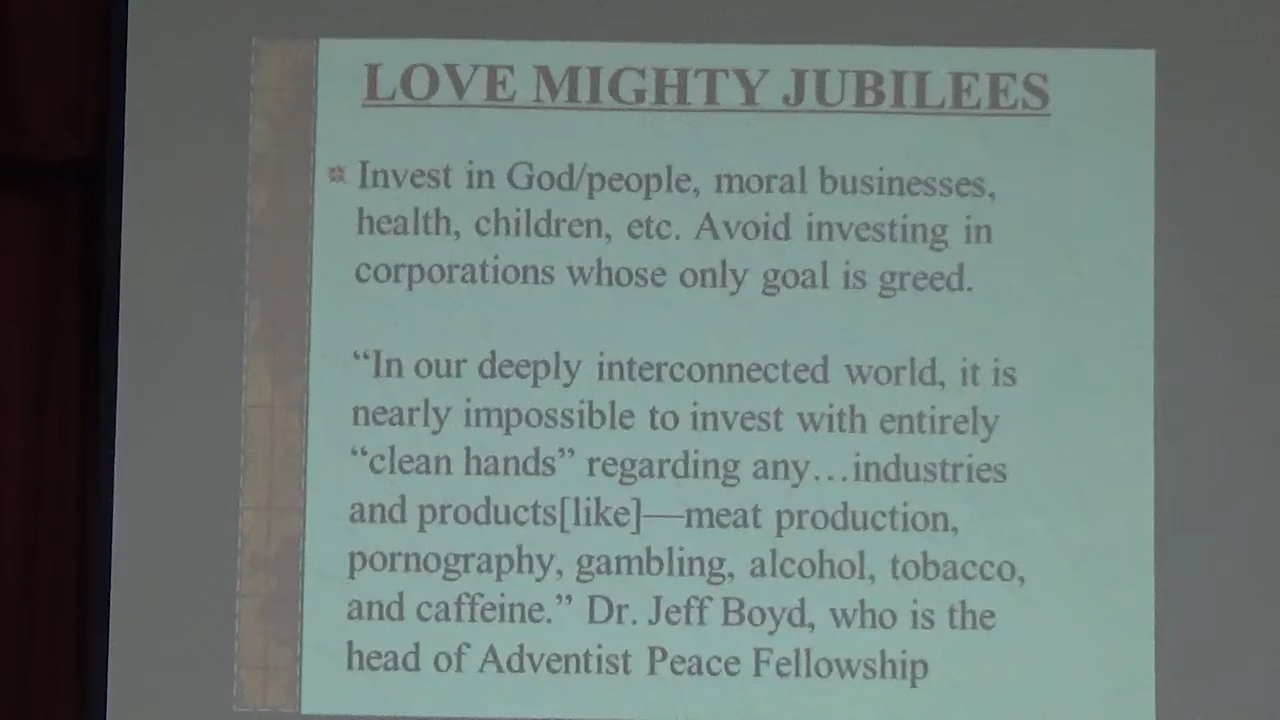 LOVE MIGHTY JUBILEES
Invest in God/people, moral businesses,
health, children, etc. Avoid investing in
corporations whose only goal is greed.
“In our deeply interconnected world, it is
nearly impossible to invest with entirely
“clean hands” regarding any…industries
and products[like]—meat production,
pornography, gambling, alcohol, tobacco,
and caffeine.” Dr. Jeff Boyd, who is the
head of Adventist Peace Fellowship